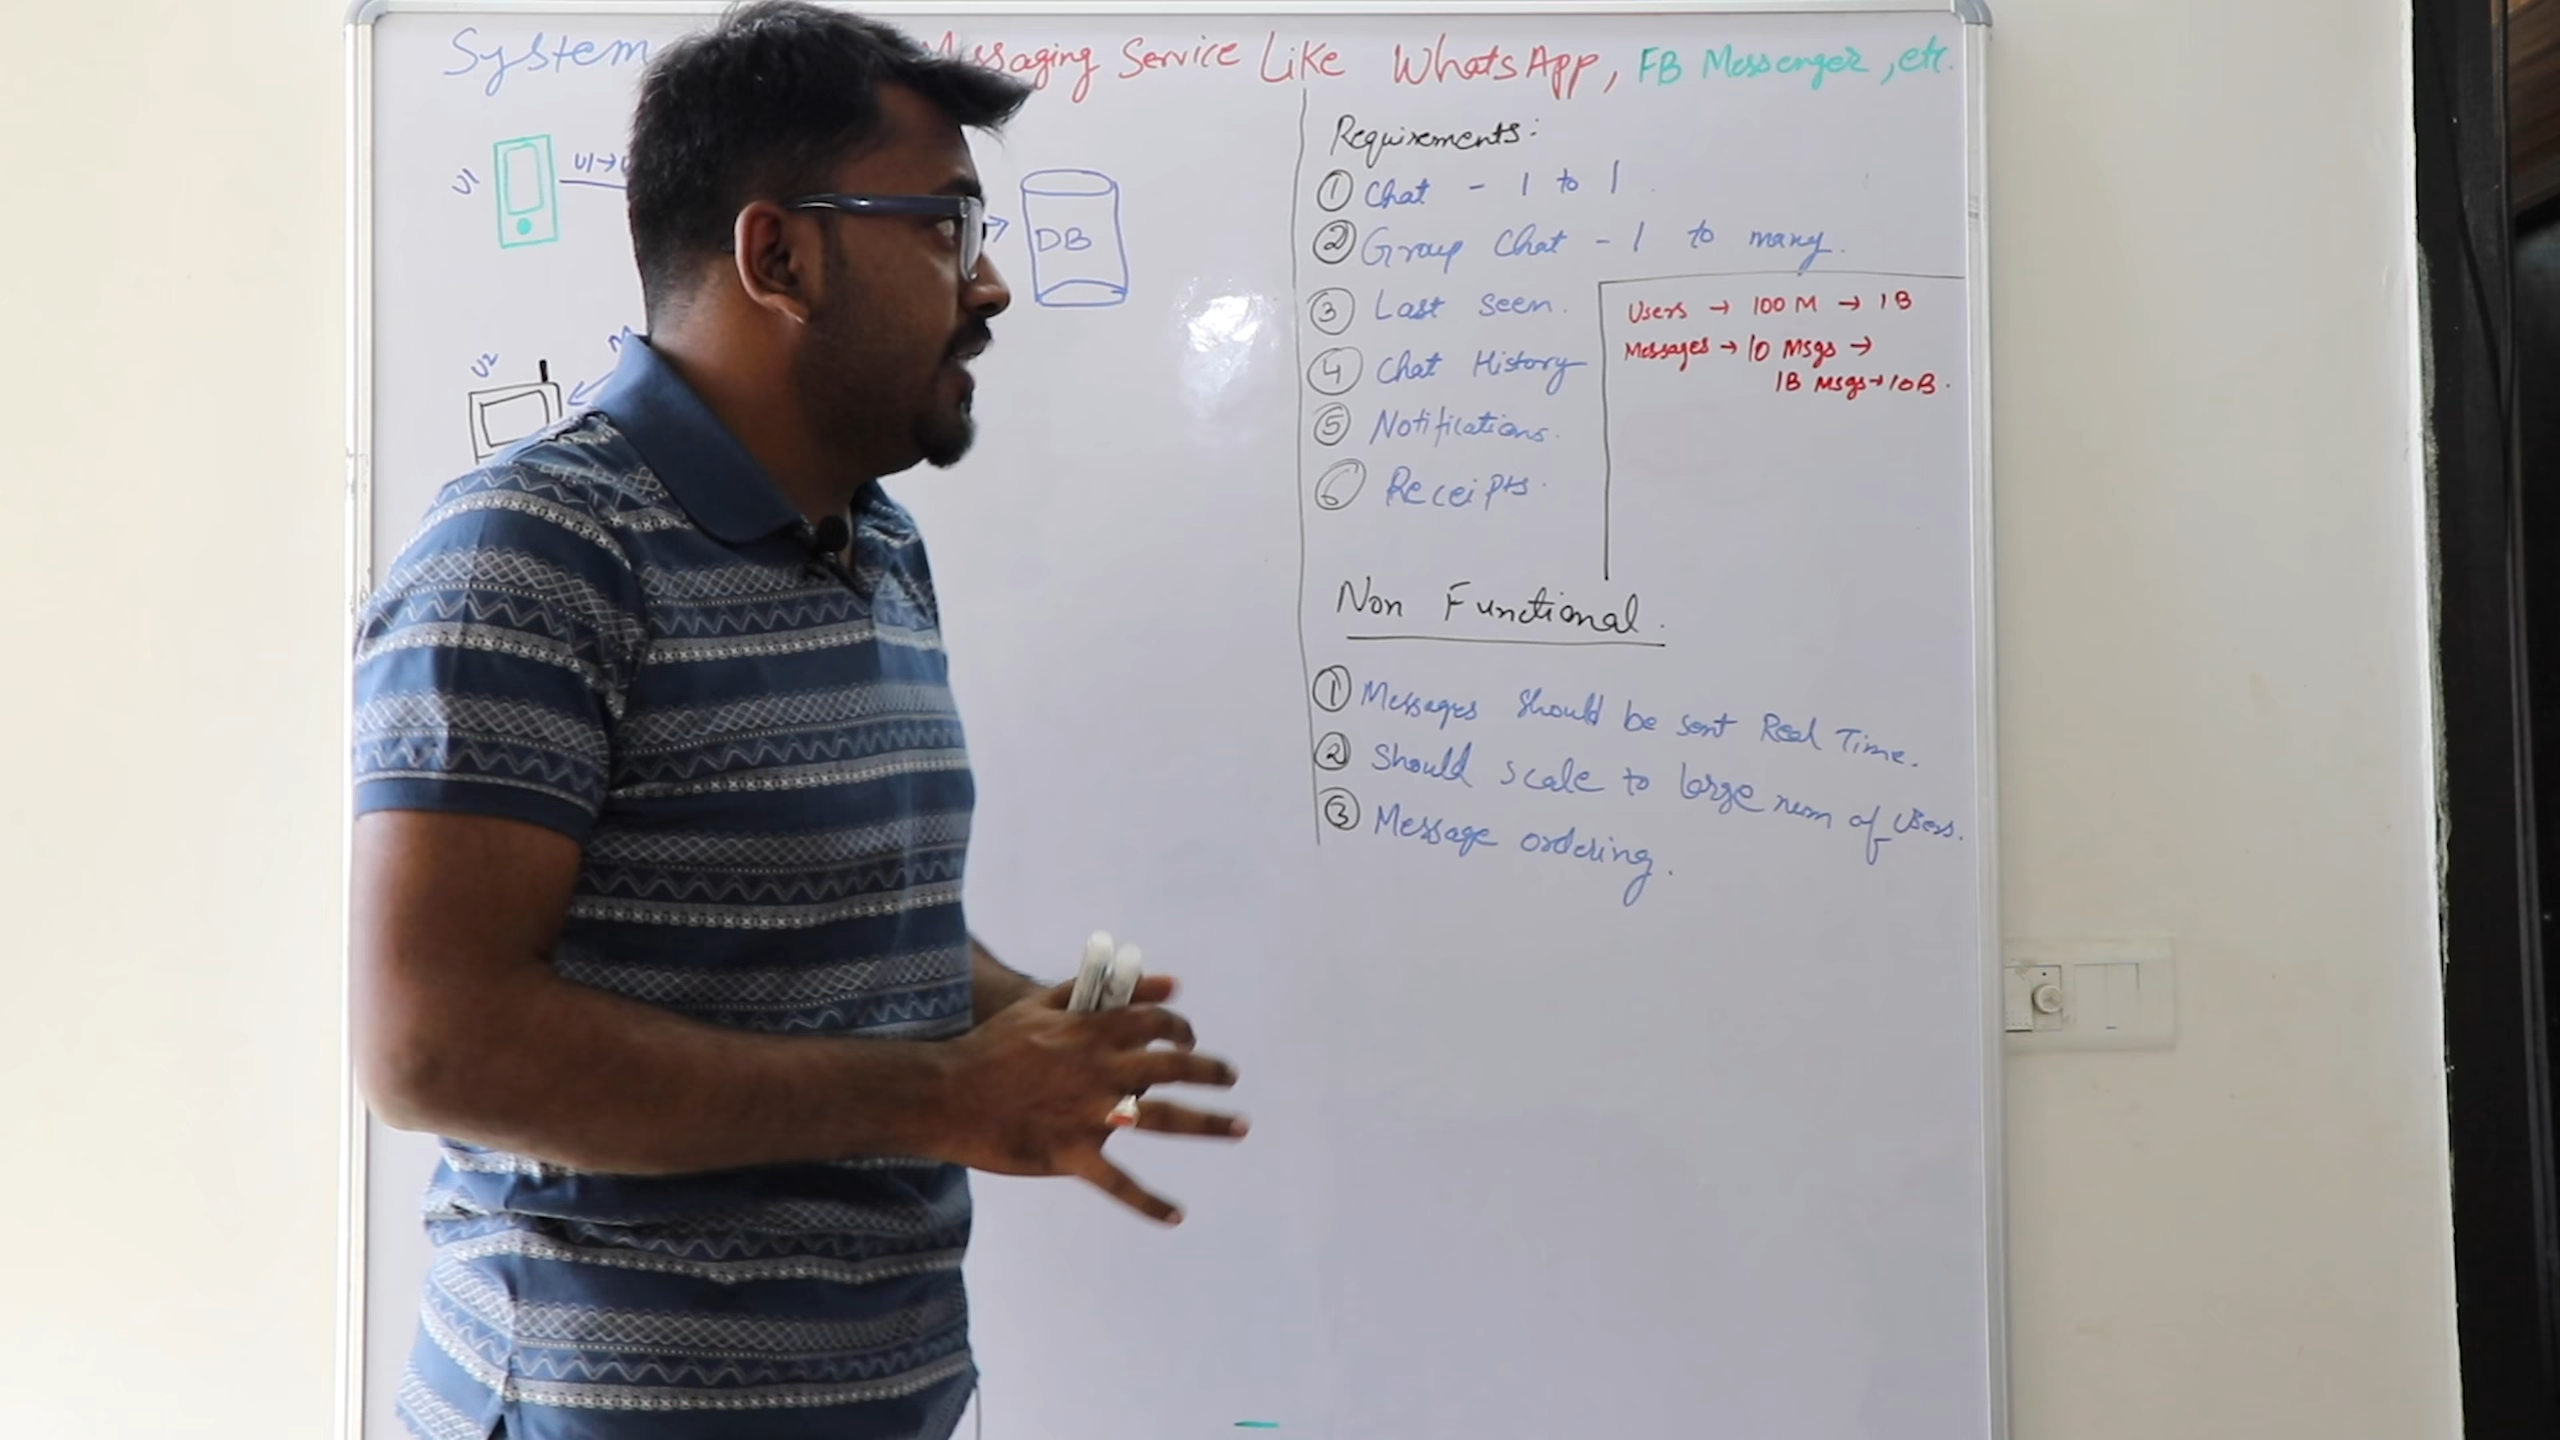 System Messaging Service Like WhatsApp, FB Messenger, etc.
U1
U1→U
DB
U2
M
Requirements:
① Chat - 1 to 1
② Group Chat - 1 to many.
③ Last seen.
④ Chat History
⑤ Notifications.
⑥ Receipts.
Users → 100 M → 1B
Messages → 10 Msgs →
1B Msgs → 10B.
Non Functional.
① Messages should be sent Real Time.
② Should scale to large num of Users.
③ Message ordering.